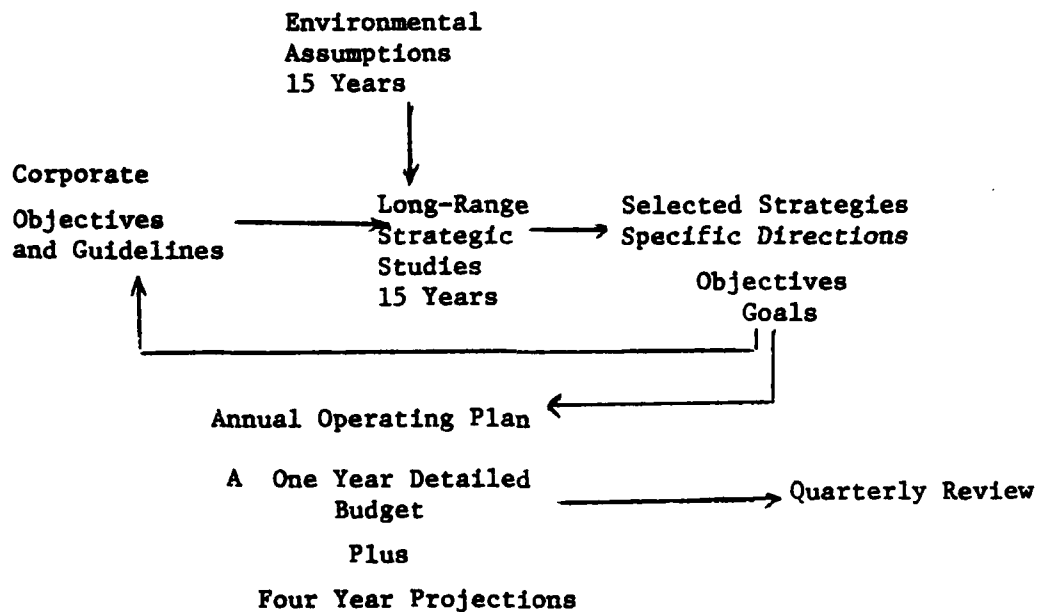 Environmental
Assumptions
15 Years
Corporate
Objectives
and Guidelines
Long-Range
Strategic
Studies
15 Years
Selected Strategies
Specific Directions
Objectives
Goals
Annual Operating Plan
A One Year Detailed
Budget
Plus
Four Year Projections
Quarterly Review